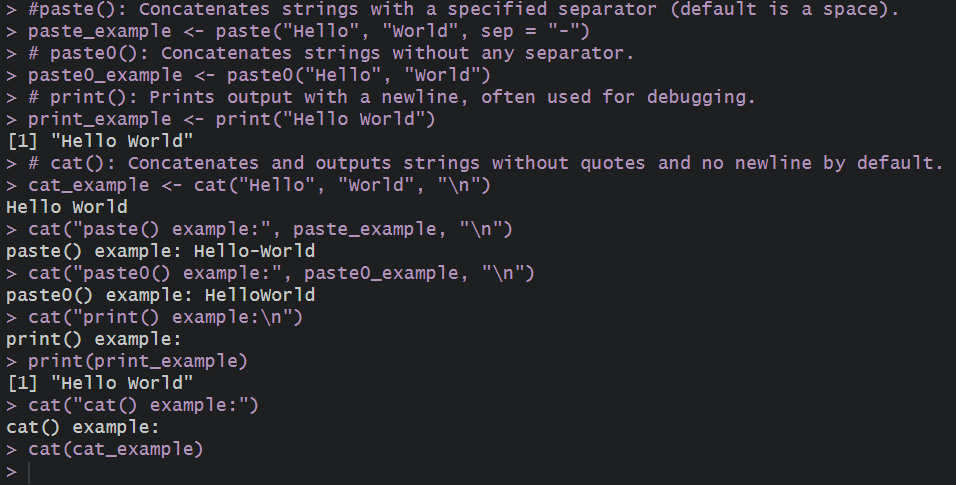 > #paste(): Concatenates strings with a specified separator (default is a space).
> paste_example <- paste("Hello", "World", sep = "-")
> # paste0(): Concatenates strings without any separator.
> paste0_example <- paste0("Hello", "World")
> # print(): Prints output with a newline, often used for debugging.
> print_example <- print("Hello World")
[1] "Hello World"
> # cat(): Concatenates and outputs strings without quotes and no newline by default.
> cat_example <- cat("Hello", "World", "\n")
Hello World
> cat("paste() example:", paste_example, "\n")
paste() example: Hello-World
> cat("paste0() example:", paste0_example, "\n")
paste0() example: HelloWorld
> cat("print() example:\n")
print() example:
> print(print_example)
[1] "Hello World"
> cat("cat() example:")
cat() example:
> cat(cat_example)
>